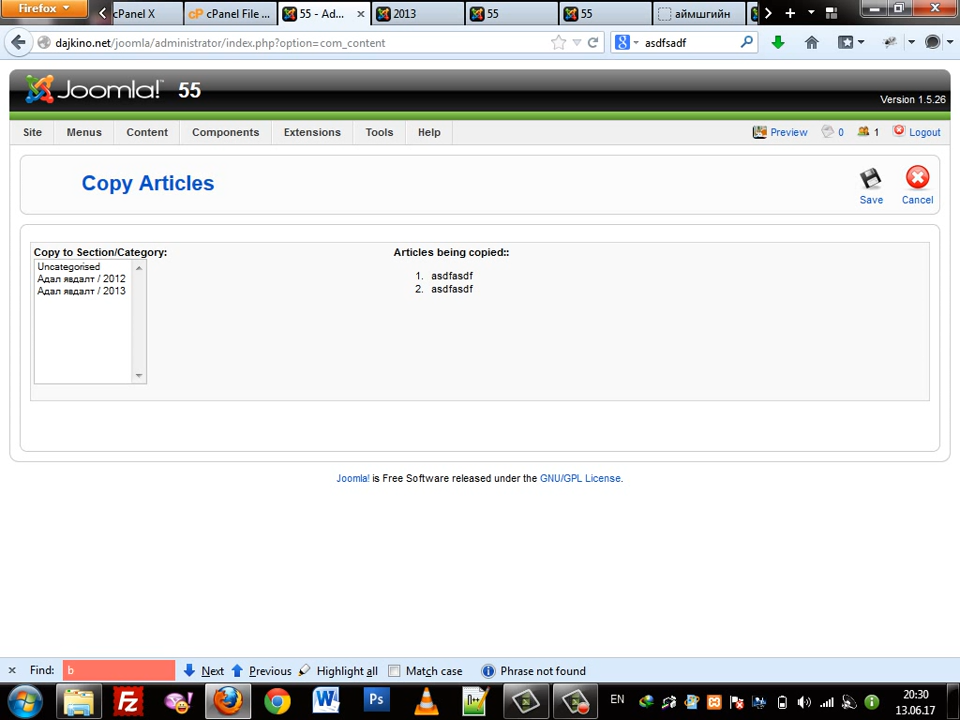 Firefox
cPanel X
cP cPanel File ...
55 - Ad...
2013
55
55
аймшгийн
dajkino.net/joomla/administrator/index.php?option=com_content
asdfsadf
Joomla! 55
Version 1.5.26
Site Menus Content Components Extensions Tools Help
Preview 0 1 Logout
Copy Articles
Save Cancel
Copy to Section/Category:
Uncategorised
Адал явдалт / 2012
Адал явдалт / 2013
Articles being copied::
1. asdfasdf
2. asdfasdf
Joomla! is Free Software released under the GNU/GPL License.
Find: b Next Previous Highlight all Match case Phrase not found
EN
20:30
13.06.17